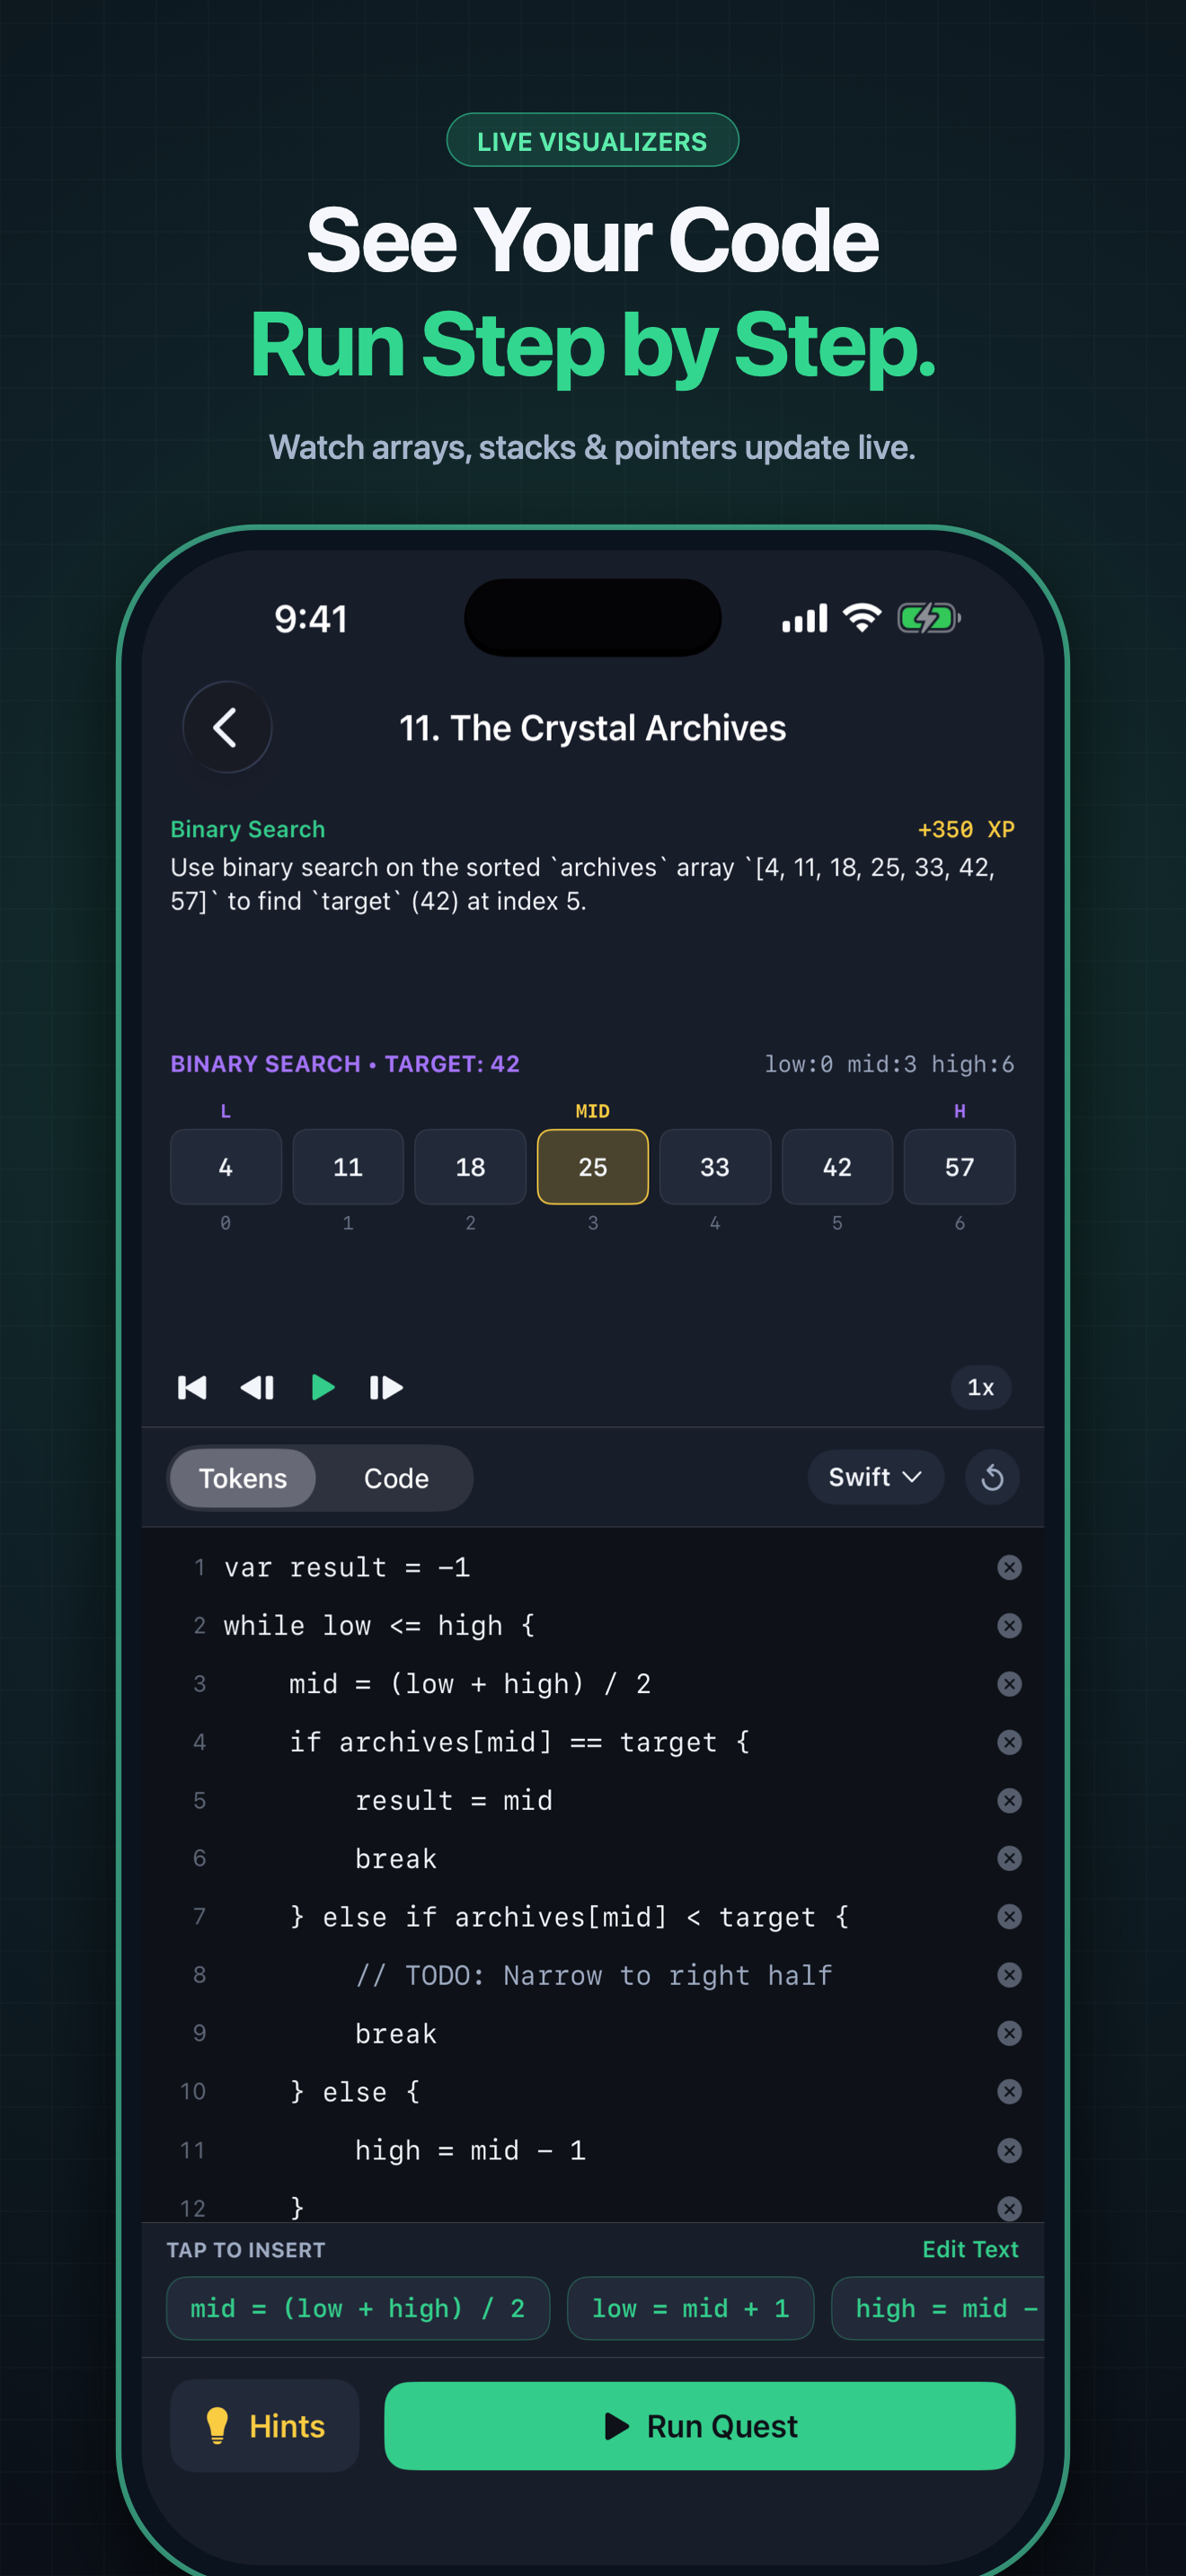 LIVE VISUALIZERS
See Your Code
Run Step by Step.
Watch arrays, stacks & pointers update live.
9:41
11. The Crystal Archives
Binary Search +350 XP
Use binary search on the sorted `archives` array `[4, 11, 18, 25, 33, 42,
57]` to find `target` (42) at index 5.
BINARY SEARCH • TARGET: 42 low:0 mid:3 high:6
L MID H
4 11 18 25 33 42 57
0 1 2 3 4 5 6
1x
Tokens Code Swift
1 var result = −1
2 while low <= high {
3 mid = (low + high) / 2
4 if archives[mid] == target {
5 result = mid
6 break
7 } else if archives[mid] < target {
8 // TODO: Narrow to right half
9 break
10 } else {
11 high = mid − 1
12 }
TAP TO INSERT Edit Text
mid = (low + high) / 2 low = mid + 1 high = mid −
Hints Run Quest